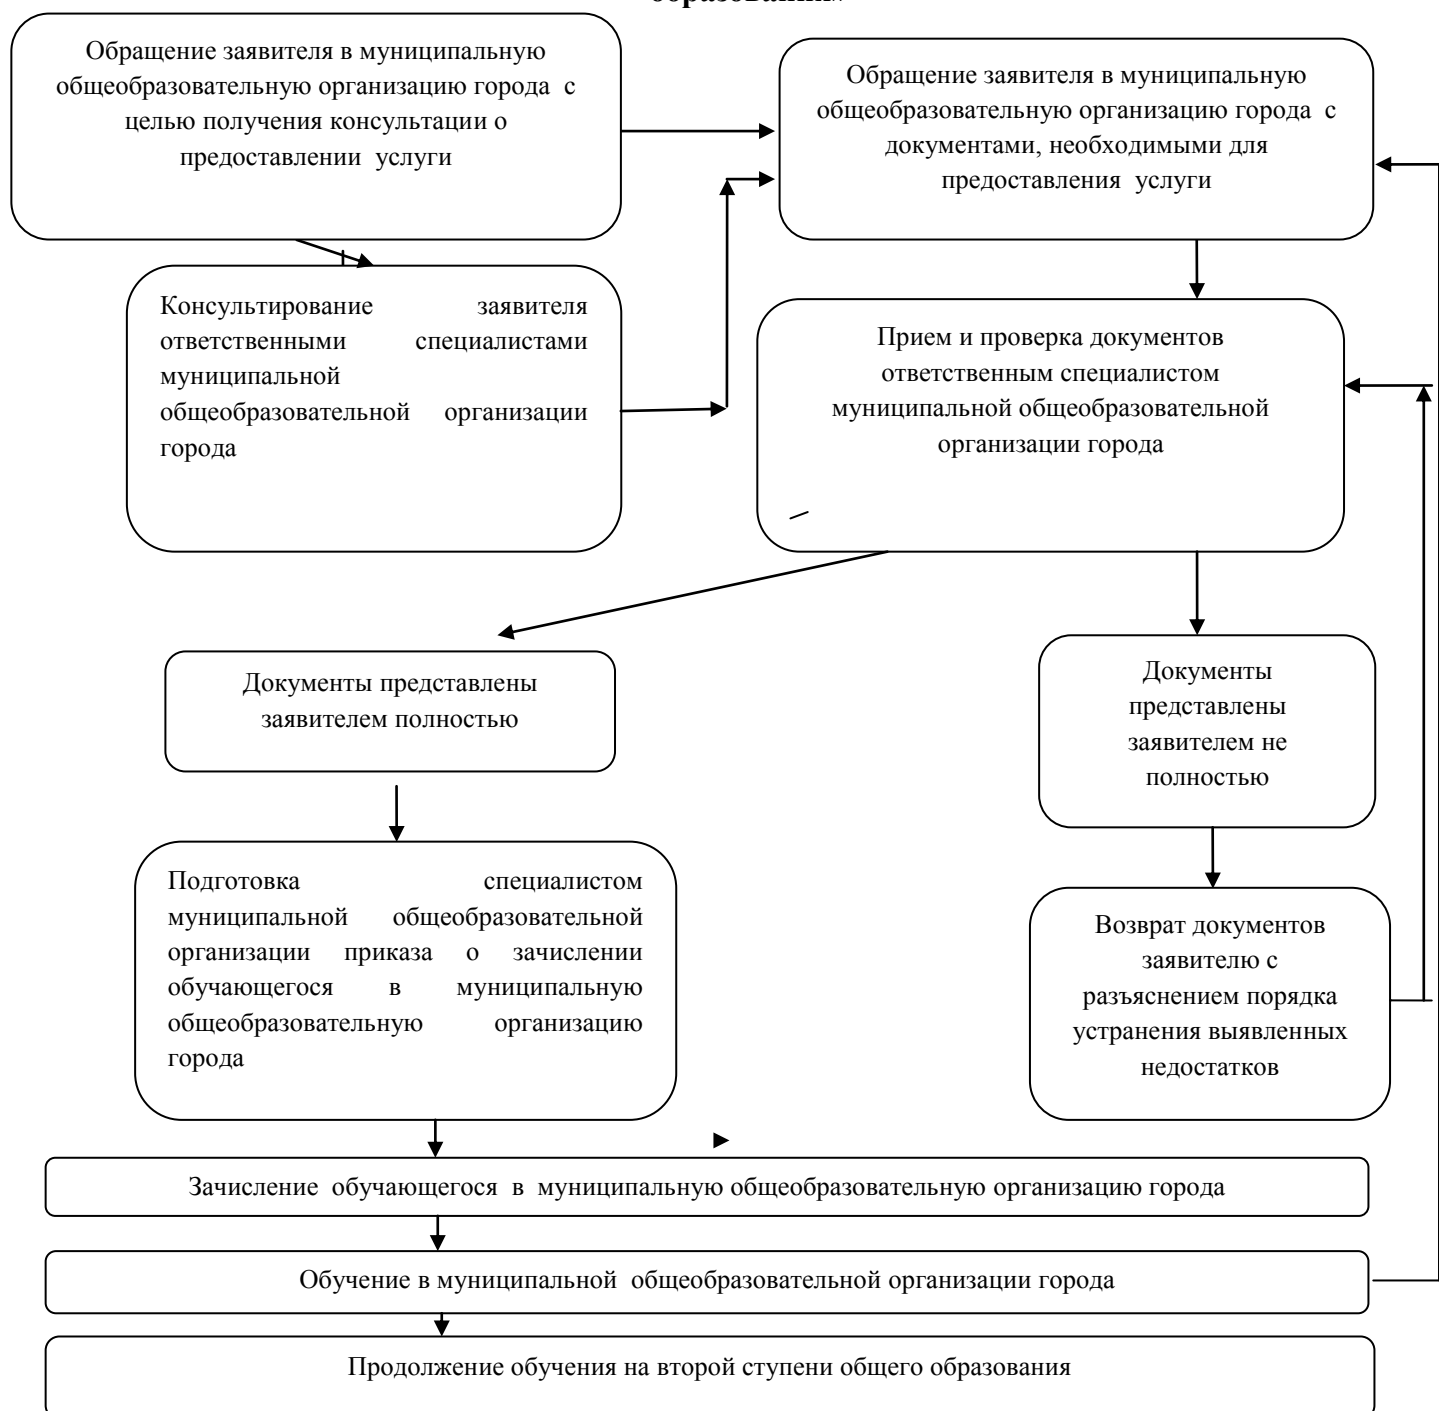 образования»
Обращение заявителя в муниципальную
общеобразовательную организацию города с
целью получения консультации о
предоставлении услуги
Обращение заявителя в муниципальную
общеобразовательную организацию города с
документами, необходимыми для
предоставления услуги
Консультирование заявителя
ответственными специалистами
муниципальной
общеобразовательной организации
города
Прием и проверка документов
ответственным специалистом
муниципальной общеобразовательной
организации города
Документы представлены
заявителем полностью
Документы
представлены
заявителем не
полностью
Подготовка специалистом
муниципальной общеобразовательной
организации приказа о зачислении
обучающегося в муниципальную
общеобразовательную организацию
города
Возврат документов
заявителю с
разъяснением порядка
устранения выявленных
недостатков
Зачисление обучающегося в муниципальную общеобразовательную организацию города
Обучение в муниципальной общеобразовательной организации города
Продолжение обучения на второй ступени общего образования